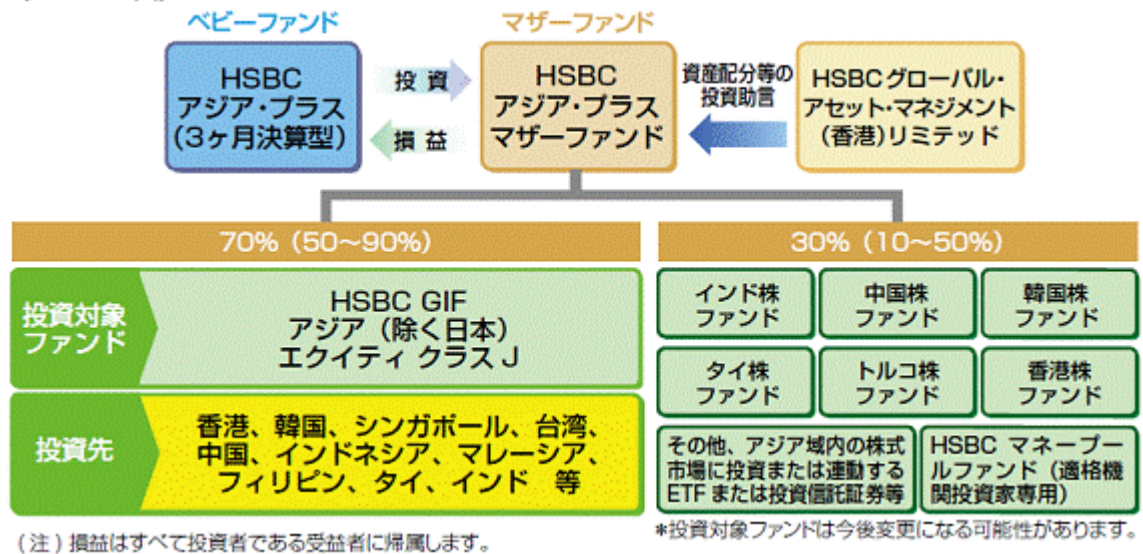 ベビーファンド
マザーファンド
HSBC
アジア・プラス
(3ヶ月決算型)
投資
損益
HSBC
アジア・プラス
マザーファンド
資産配分等の
投資助言
HSBCグローバル・
アセット・マネジメント
(香港)リミテッド
70%(50~90%)
30%(10~50%)
投資対象
ファンド
HSBC GIF
アジア(除く日本)
エクイティ クラス J
投資先
香港、韓国、シンガポール、台湾、
中国、インドネシア、マレーシア、
フィリピン、タイ、インド 等
インド株
ファンド
中国株
ファンド
韓国株
ファンド
タイ株
ファンド
トルコ株
ファンド
香港株
ファンド
その他、アジア域内の株式
市場に投資または連動する
ETFまたは投資信託証券等
HSBC マネープー
ルファンド(適格機
関投資家専用)
(注)損益はすべて投資者である受益者に帰属します。
*投資対象ファンドは今後変更になる可能性があります。